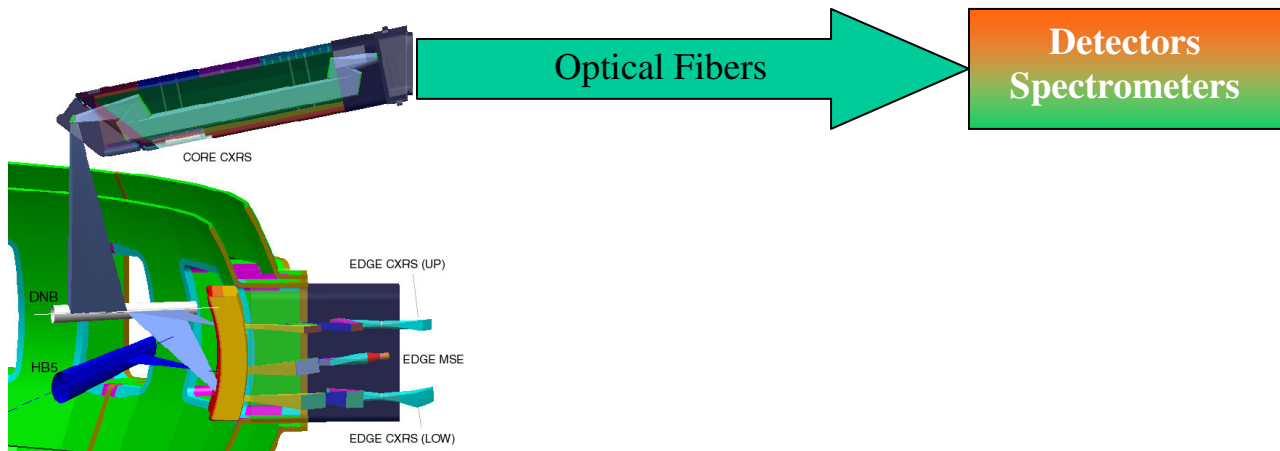 Optical Fibers
Detectors
Spectrometers
CORE CXRS
EDGE CXRS (UP)
DNB
EDGE MSE
HB5
EDGE CXRS (LOW)